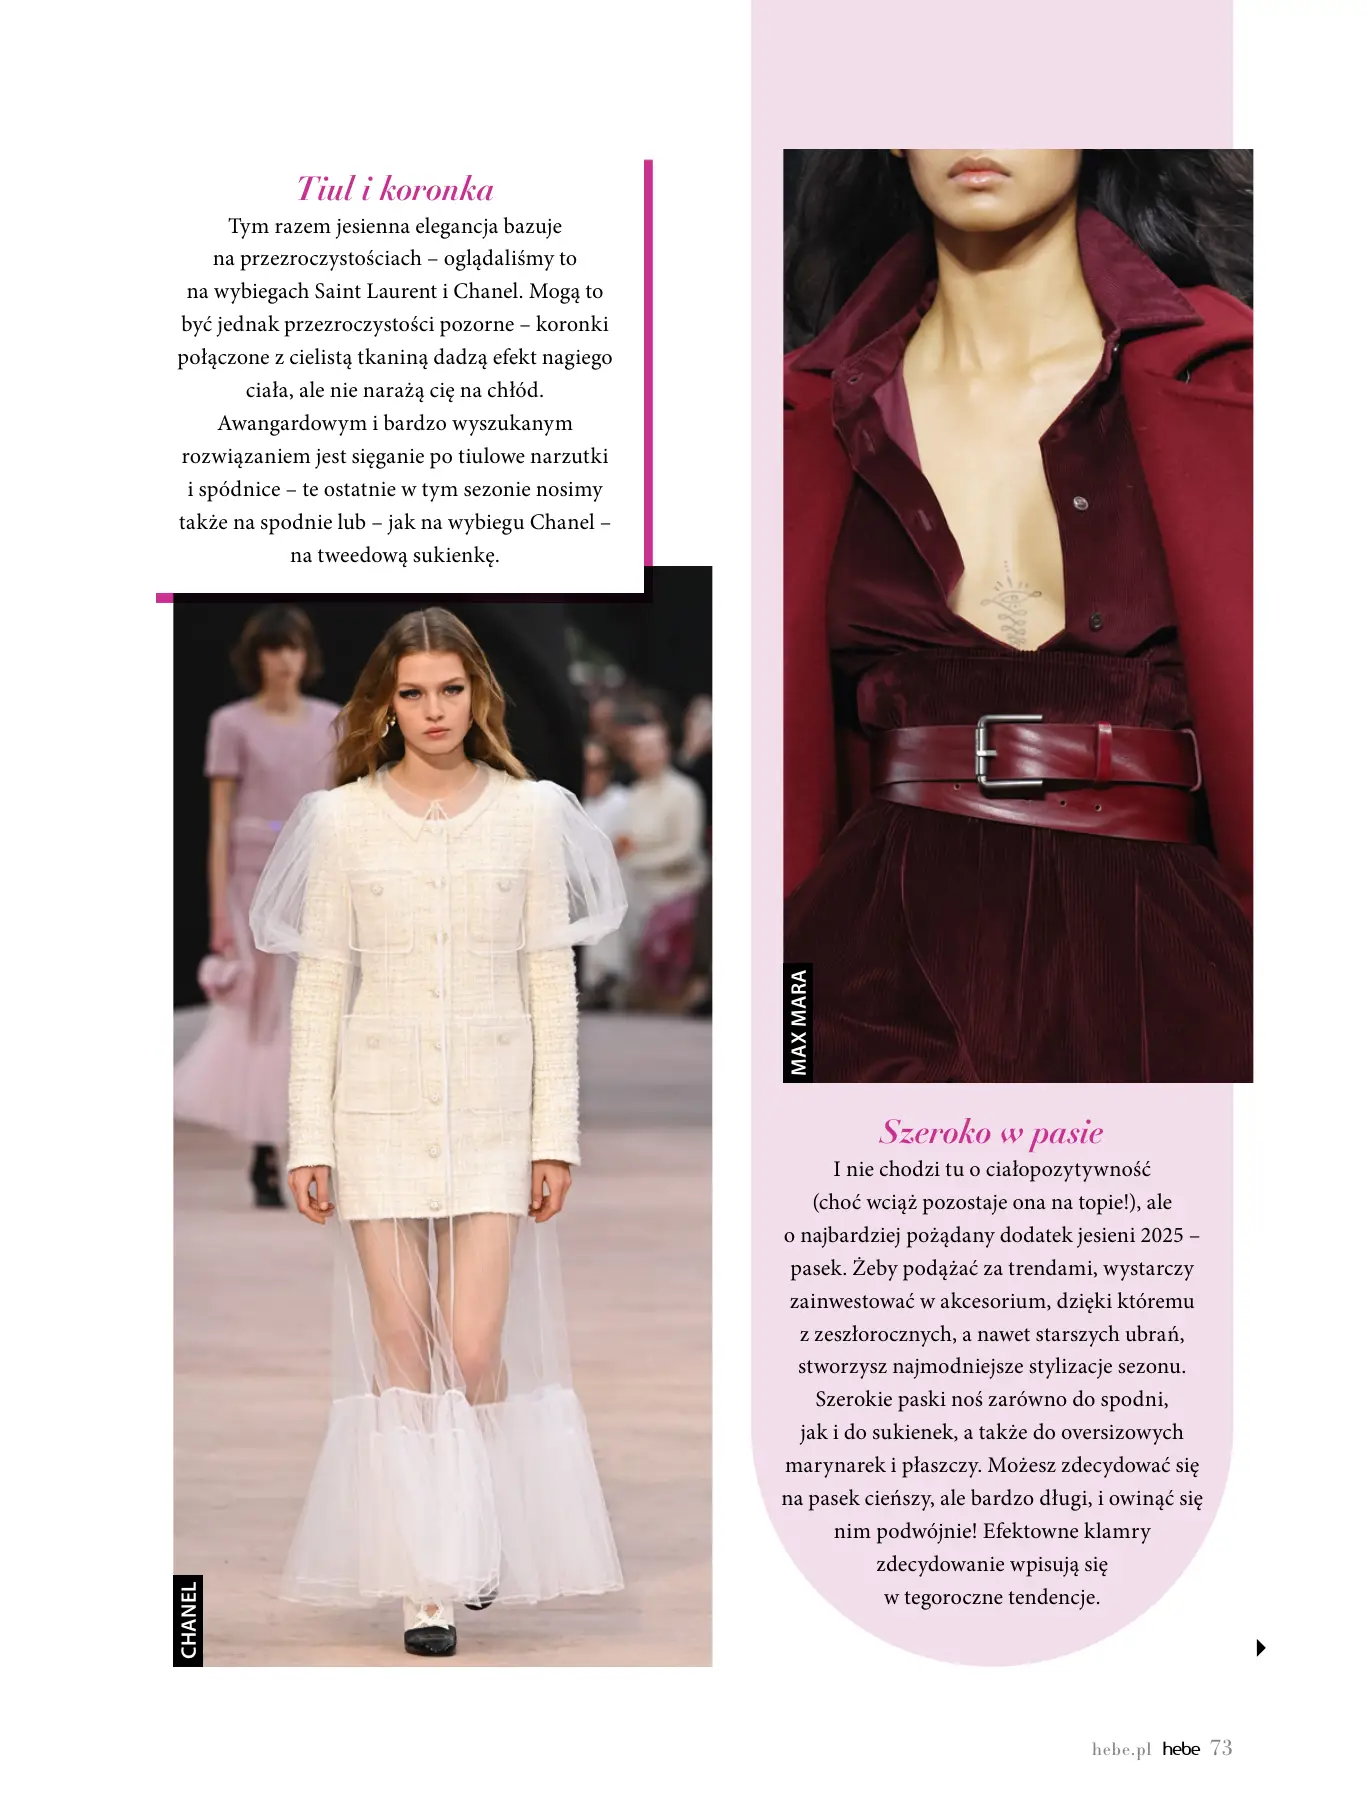 Tiul i koronka
Tym razem jesienna elegancja bazuje
na przezroczystościach – oglądaliśmy to
na wybiegach Saint Laurent i Chanel. Mogą to
być jednak przezroczystości pozorne – koronki
połączone z cielistą tkaniną dadzą efekt nagiego
ciała, ale nie narażą cię na chłód.
Awangardowym i bardzo wyszukanym
rozwiązaniem jest sięganie po tiulowe narzutki
i spódnice – te ostatnie w tym sezonie nosimy
także na spodnie lub – jak na wybiegu Chanel –
na tweedową sukienkę.
CHANEL
MAX MARA
Szeroko w pasie
I nie chodzi tu o ciałopozytywność
(choć wciąż pozostaje ona na topie!), ale
o najbardziej pożądany dodatek jesieni 2025 –
pasek. Żeby podążać za trendami, wystarczy
zainwestować w akcesorium, dzięki któremu
z zeszłorocznych, a nawet starszych ubrań,
stworzysz najmodniejsze stylizacje sezonu.
Szerokie paski noś zarówno do spodni,
jak i do sukienek, a także do oversizowych
marynarek i płaszczy. Możesz zdecydować się
na pasek cieńszy, ale bardzo długi, i owinąć się
nim podwójnie! Efektowne klamry
zdecydowanie wpisują się
w tegoroczne tendencje.
hebe.pl hebe 73